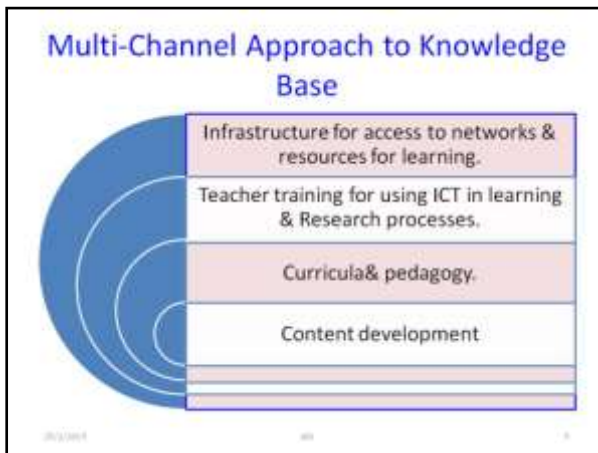 Multi-Channel Approach to Knowledge
Base
Infrastructure for access to networks &
resources for learning.
Teacher training for using ICT in learning
& Research processes.
Curricula& pedagogy.
Content development